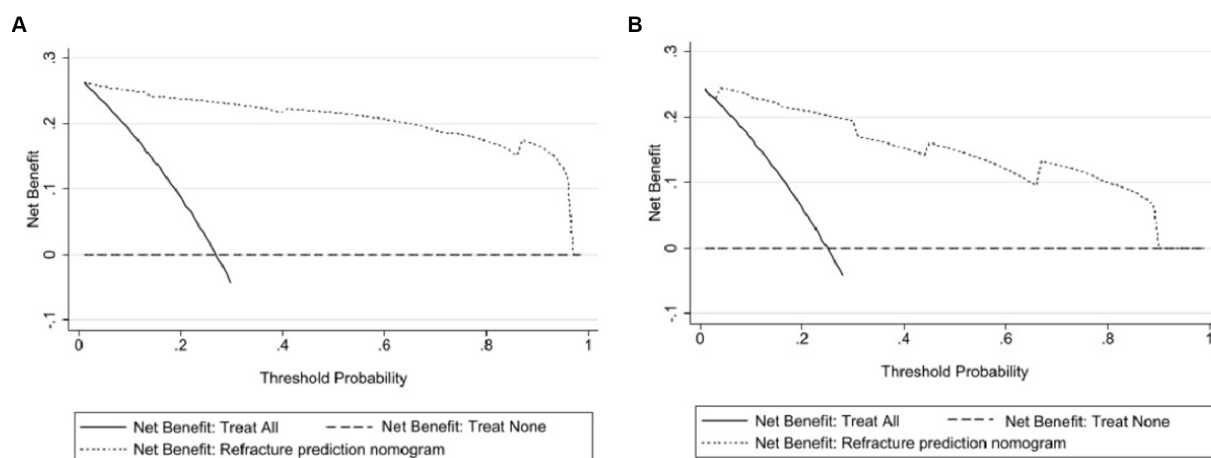 A
Net Benefit
.3
.2
.1
0
-.1
0 .2 .4 .6 .8 1
Threshold Probability
Net Benefit: Treat All Net Benefit: Treat None
Net Benefit: Refracture prediction nomogram
B
Net Benefit
.3
.2
.1
0
-.1
0 .2 .4 .6 .8 1
Threshold Probability
Net Benefit: Treat All Net Benefit: Treat None
Net Benefit: Refracture prediction nomogram